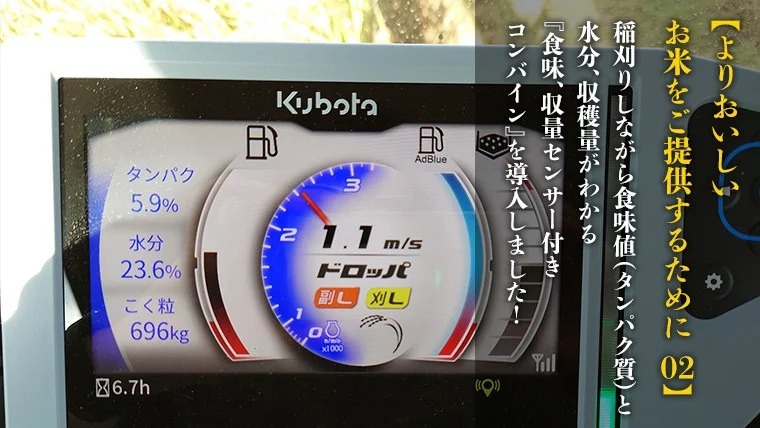 【よりおいしい
お米をご提供するために 02】
稲刈りしながら食味値(タンパク質)と
水分、収穫量がわかる
『食味、収量センサー付き
コンバイン』を導入しました!
Kubota
AdBlue
タンパク
5.9%
水分
23.6%
こく粒
696kg
3
2
1
0
1.1 m/s
ドロッパ
副し 刈し
r/min
x1000
6.7h